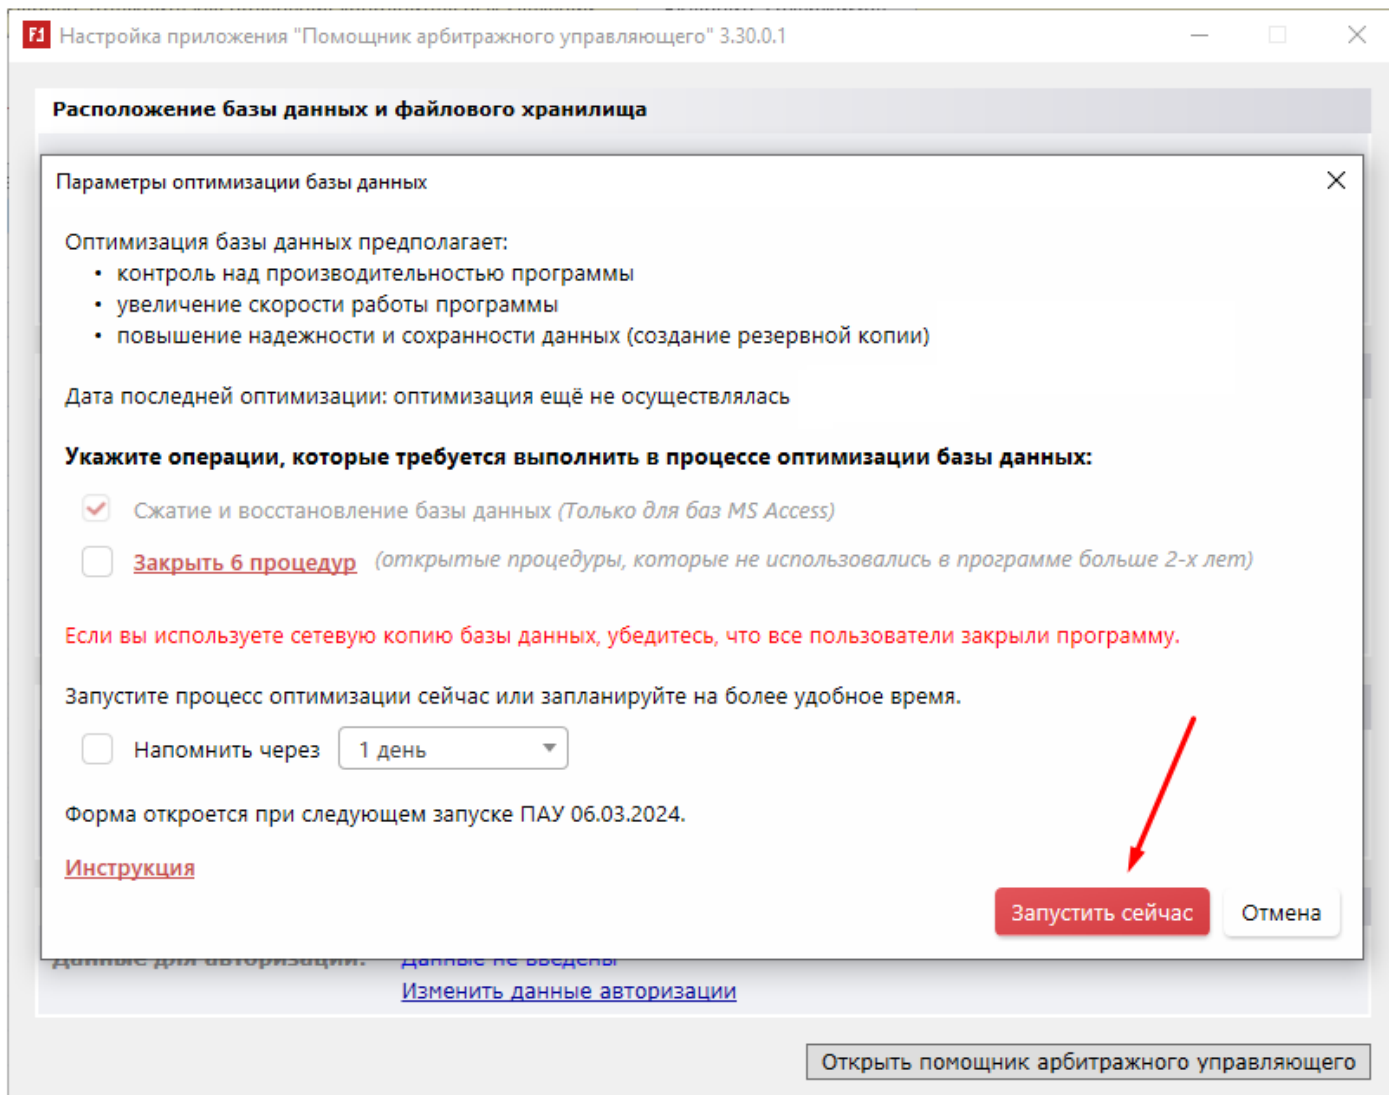 Настройка приложения "Помощник арбитражного управляющего" 3.30.0.1
Расположение базы данных и файлового хранилища
Параметры оптимизации базы данных
Оптимизация базы данных предполагает:
• контроль над производительностью программы
• увеличение скорости работы программы
• повышение надежности и сохранности данных (создание резервной копии)
Дата последней оптимизации: оптимизация ещё не осуществлялась
Укажите операции, которые требуется выполнить в процессе оптимизации базы данных:
Сжатие и восстановление базы данных (Только для баз MS Access)
Закрыть 6 процедур (открытые процедуры, которые не использовались в программе больше 2-х лет)
Если вы используете сетевую копию базы данных, убедитесь, что все пользователи закрыли программу.
Запустите процесс оптимизации сейчас или запланируйте на более удобное время.
Напомнить через 1 день
Форма откроется при следующем запуске ПАУ 06.03.2024.
Инструкция
Запустить сейчас Отмена
Данные для авторизации: Данные не введены
Изменить данные авторизации
Открыть помощник арбитражного управляющего